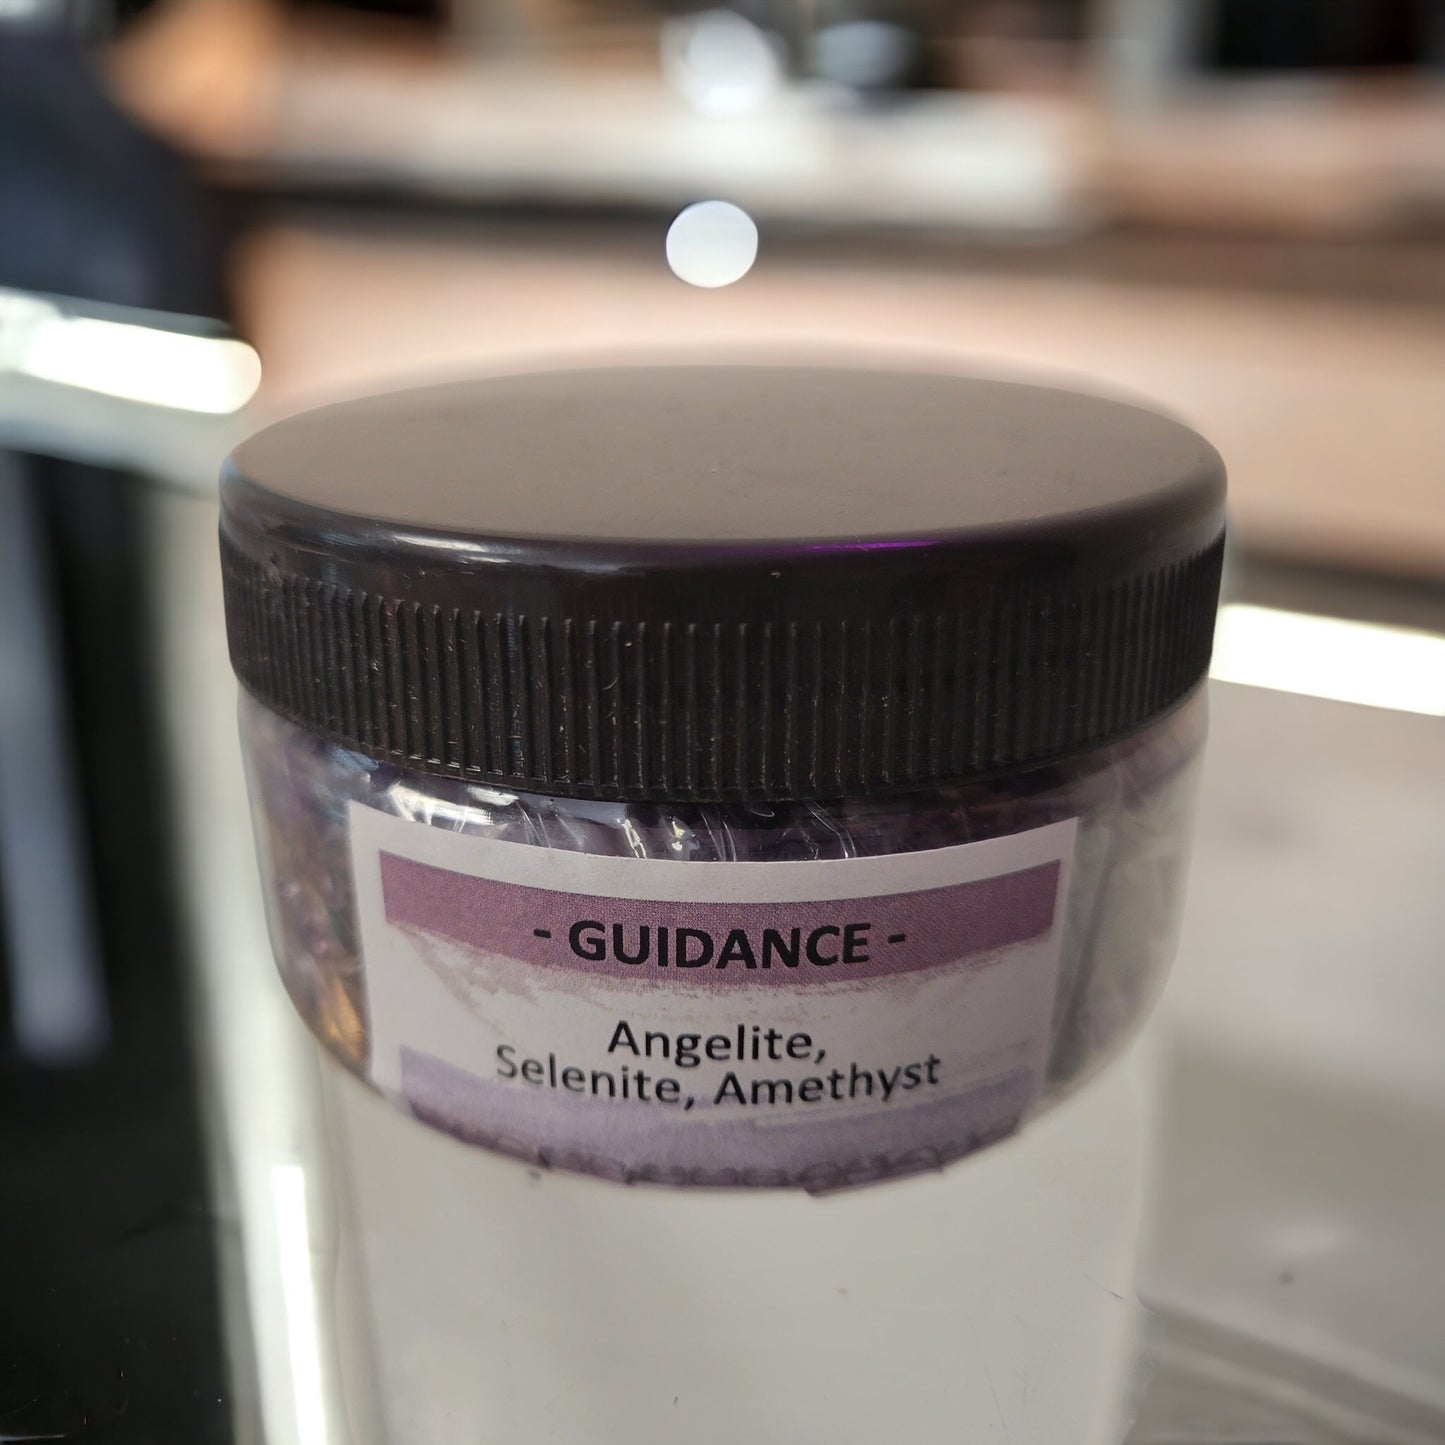 - GUIDANCE -
Angelite,
Selenite, Amethyst